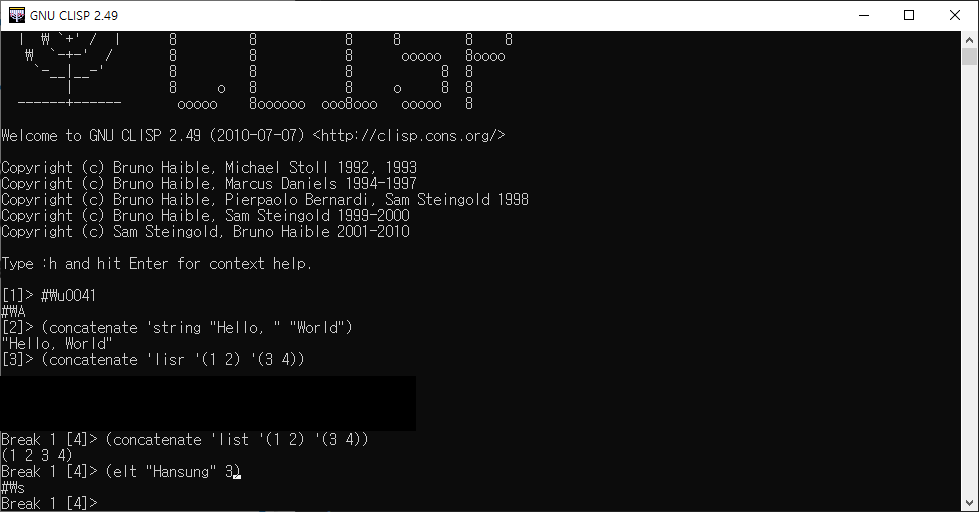 GNU CLISP 2.49
|  ₩ `+' /  |      8         8           8     8         8    8
   ₩  `-+-'  /       8         8           8      ooooo   8oooo
    `-__|__-'        8         8           8           8  8
        |            8     o   8           8     o     8  8
  ------+------       ooooo    8oooooo  ooo8ooo   ooooo   8
Welcome to GNU CLISP 2.49 (2010-07-07) <http://clisp.cons.org/>
Copyright (c) Bruno Haible, Michael Stoll 1992, 1993
Copyright (c) Bruno Haible, Marcus Daniels 1994-1997
Copyright (c) Bruno Haible, Pierpaolo Bernardi, Sam Steingold 1998
Copyright (c) Bruno Haible, Sam Steingold 1999-2000
Copyright (c) Sam Steingold, Bruno Haible 2001-2010
Type :h and hit Enter for context help.
[1]> #₩u0041
#₩A
[2]> (concatenate 'string "Hello, " "World")
"Hello, World"
[3]> (concatenate 'lisr '(1 2) '(3 4))
Break 1 [4]> (concatenate 'list '(1 2) '(3 4))
(1 2 3 4)
Break 1 [4]> (elt "Hansung" 3)
#₩s
Break 1 [4]>